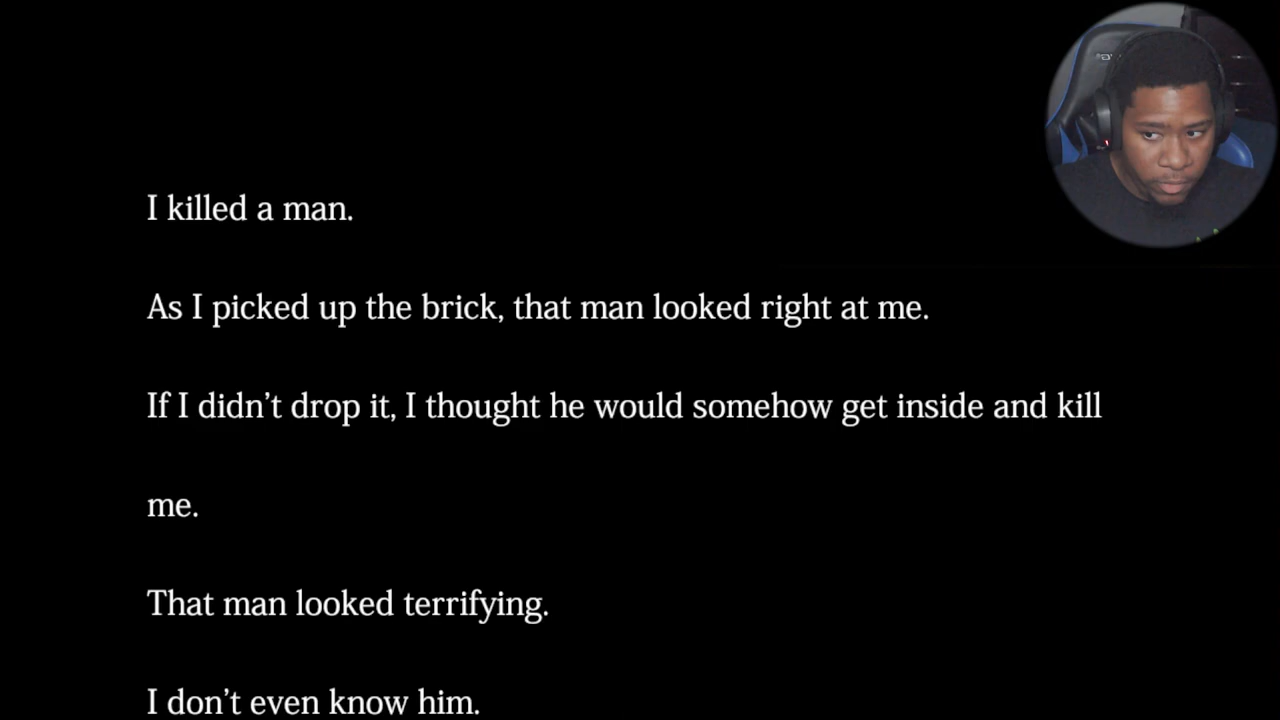 I killed a man.
As I picked up the brick, that man looked right at me.
If I didn’t drop it, I thought he would somehow get inside and kill
me.
That man looked terrifying.
I don’t even know him.